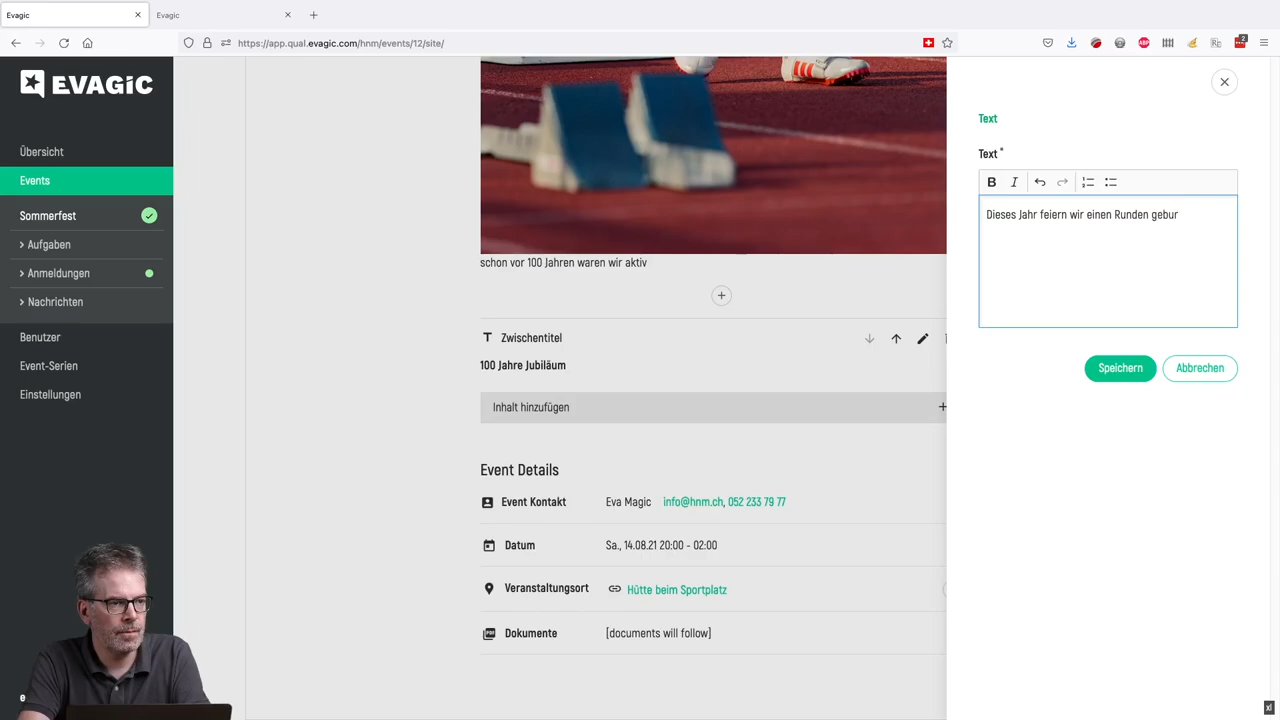 Evagic
Evagic
https://app.qual.evagic.com/hnm/events/12/site/
2
ABP
EVAGIC
Übersicht
Events
Sommerfest
Aufgaben
Anmeldungen
Nachrichten
Benutzer
Event-Serien
Einstellungen
e
schon vor 100 Jahren waren wir aktiv
Zwischentitel
100 Jahre Jubiläum
Inhalt hinzufügen
Event Details
Event Kontakt Eva Magic info@hnm.ch, 052 233 79 77
Datum Sa., 14.08.21 20:00 - 02:00
Veranstaltungsort Hütte beim Sportplatz
Dokumente [documents will follow]
Text
Text *
B I
Dieses Jahr feiern wir einen Runden gebur
Speichern Abbrechen
xl